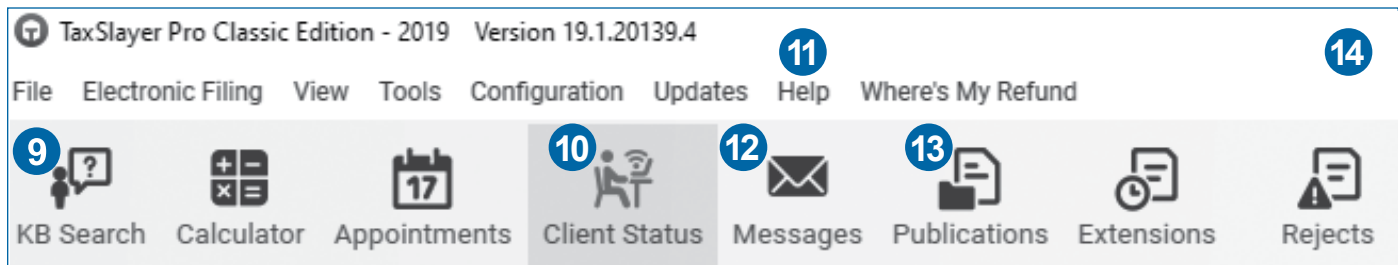 TaxSlayer Pro Classic Edition - 2019 Version 19.1.20139.4
11 14
File Electronic Filing View Tools Configuration Updates Help Where's My Refund
9 10 12 13
? 17
KB Search Calculator Appointments Client Status Messages Publications Extensions Rejects